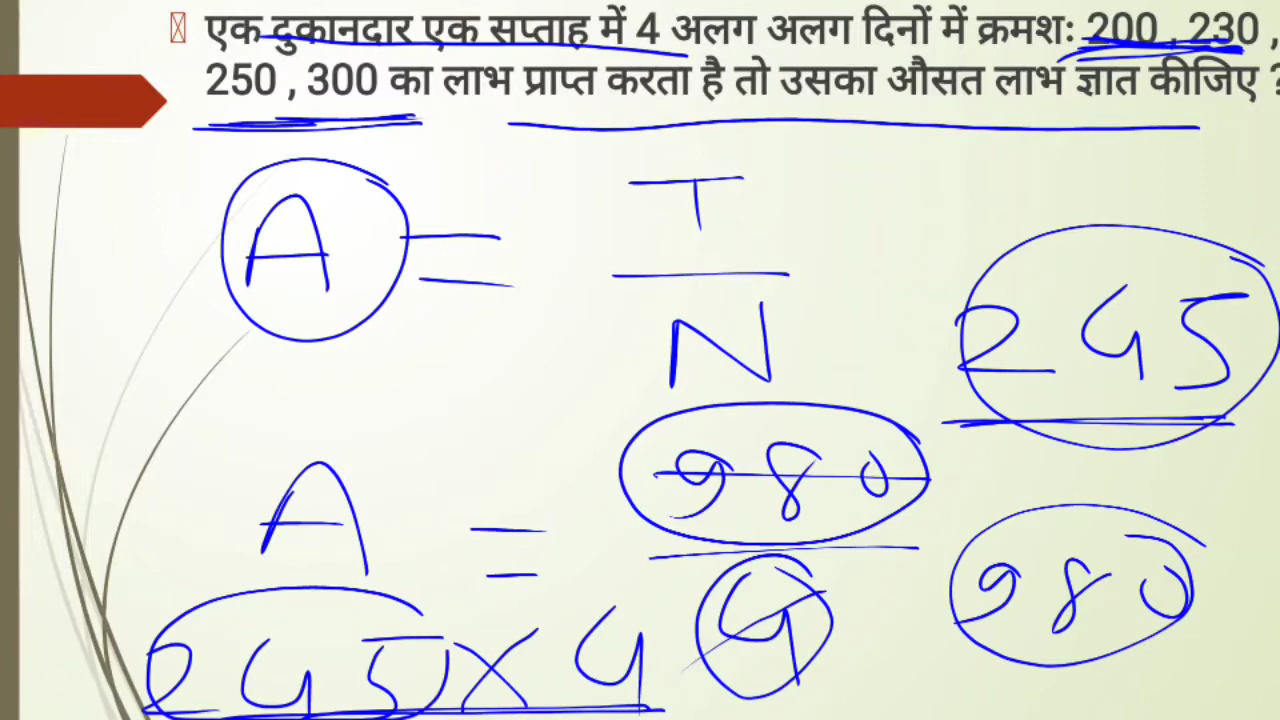 एक दुकानदार एक सप्ताह में 4 अलग अलग दिनों में क्रमशः 200 , 230 ,
250 , 300 का लाभ प्राप्त करता है तो उसका औसत लाभ ज्ञात कीजिए ?
A = T
N
245
A = 980
4
980
245 X 4